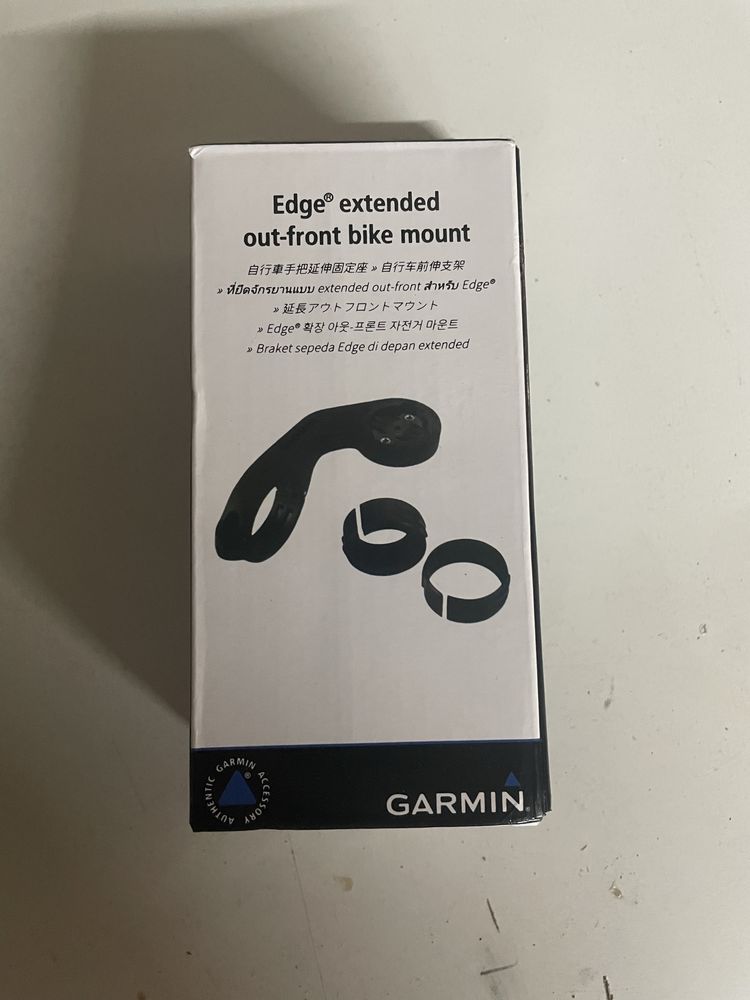 Edge® extended
out-front bike mount
自行車手把延伸固定座 » 自行车前伸支架
» ที่ยึดจักรยานแบบ extended out-front สำหรับ Edge®
» 延長アウトフロントマウント
» Edge® 확장 아웃-프론트 자전거 마운트
» Braket sepeda Edge di depan extended
AUTHENTIC GARMIN ACCESSORY
®
GARMIN.